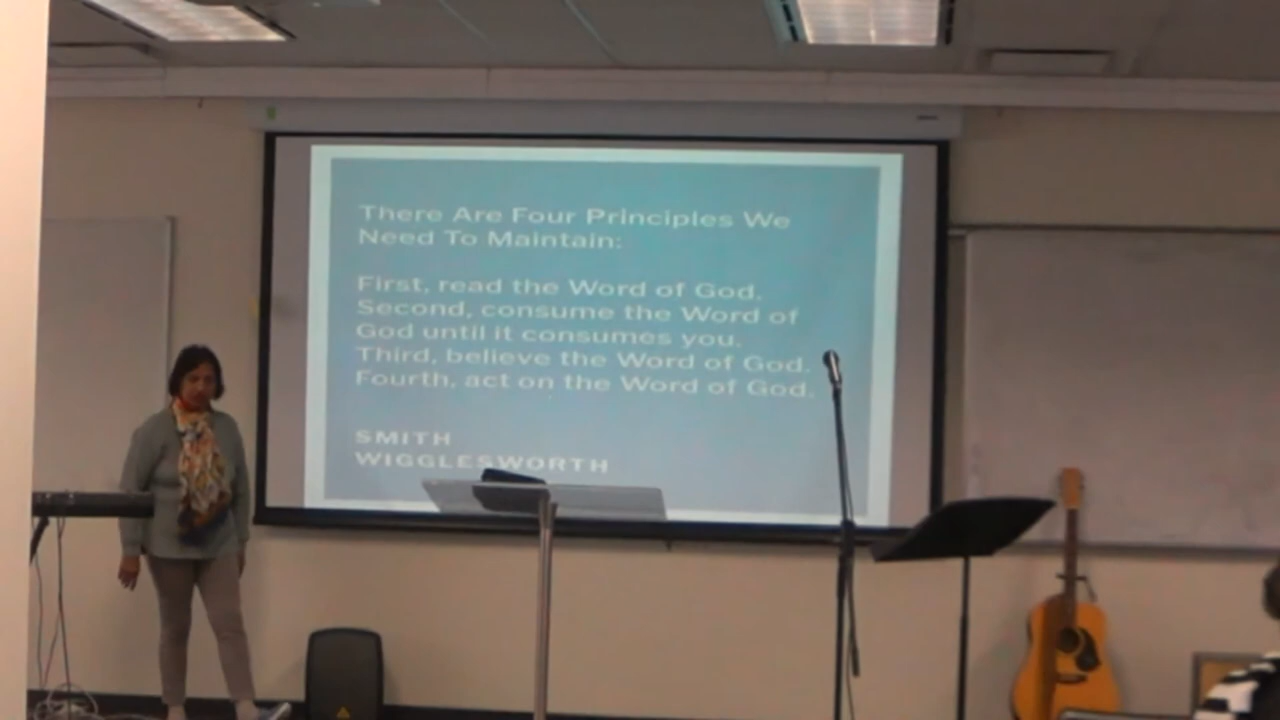 There Are Four Principles We
Need To Maintain:
First, read the Word of God.
Second, consume the Word of
God until it consumes you.
Third, believe the Word of God.
Fourth, act on the Word of God.
SMITH
WIGGLESWORTH